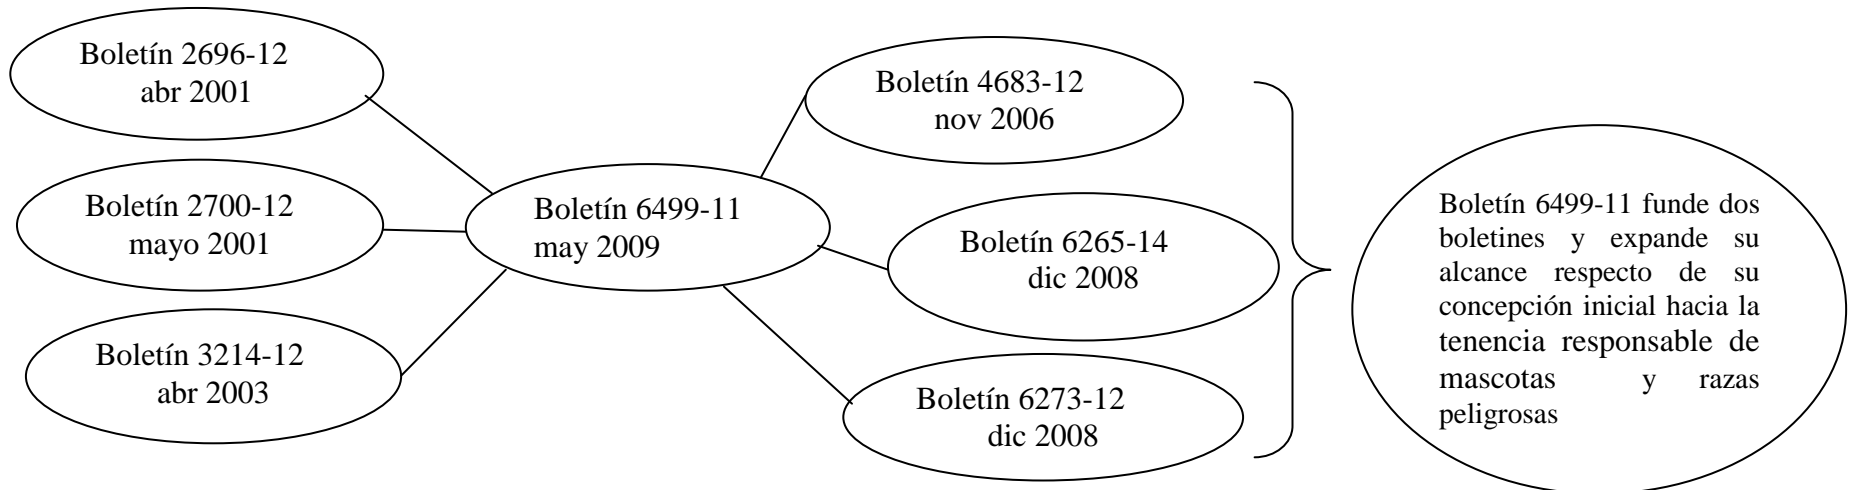 Boletín 2696-12
abr 2001
Boletín 2700-12
mayo 2001
Boletín 3214-12
abr 2003
Boletín 6499-11
may 2009
Boletín 4683-12
nov 2006
Boletín 6265-14
dic 2008
Boletín 6273-12
dic 2008
Boletín 6499-11 funde dos
boletines y expande su
alcance respecto de su
concepción inicial hacia la
tenencia responsable de
mascotas y razas
peligrosas